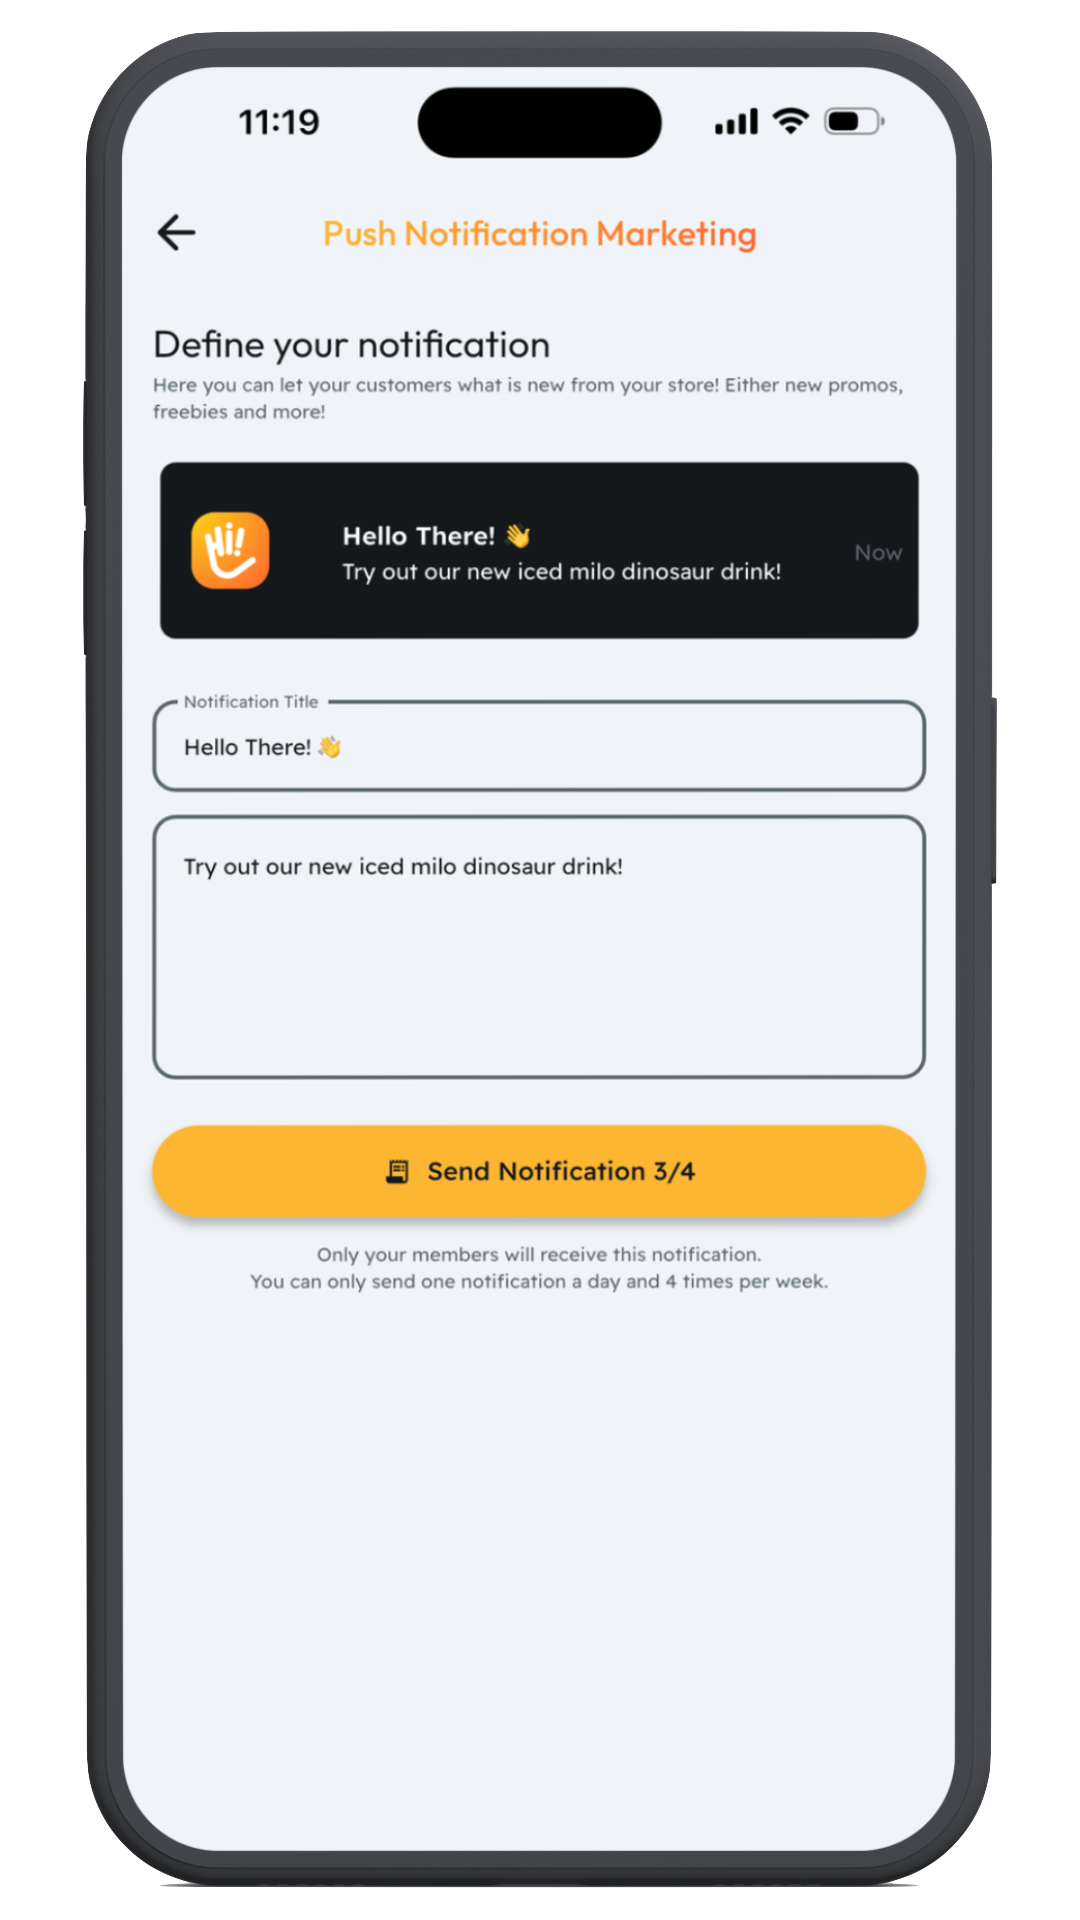 11:19
Push Notification Marketing
Define your notification
Here you can let your customers what is new from your store! Either new promos,
freebies and more!
Hi!
Hello There! 👋
Try out our new iced milo dinosaur drink!
Now
Notification Title
Hello There! 👋
Try out our new iced milo dinosaur drink!
Send Notification 3/4
Only your members will receive this notification.
You can only send one notification a day and 4 times per week.